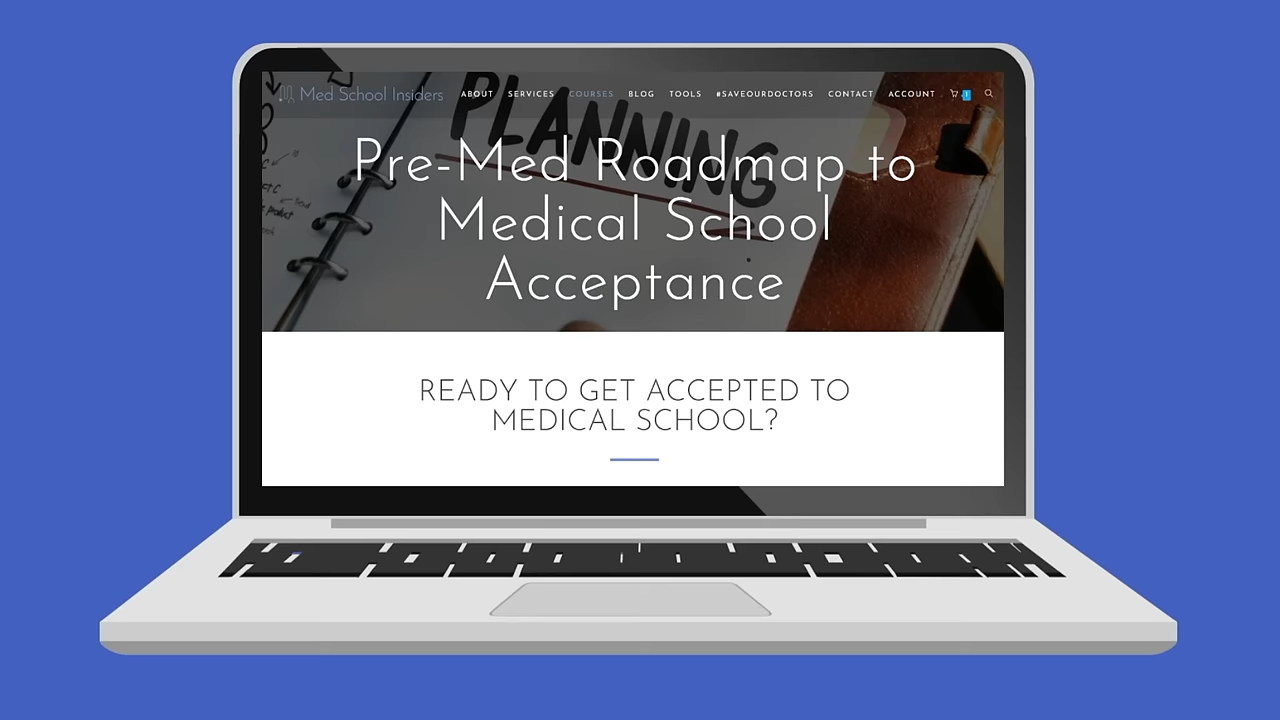 Med School Insiders ABOUT SERVICES COURSES BLOG TOOLS #SAVEOURDOCTORS CONTACT ACCOUNT 1
PLANNING
Pre-Med Roadmap to
Medical School
Acceptance
product
READY TO GET ACCEPTED TO
MEDICAL SCHOOL?